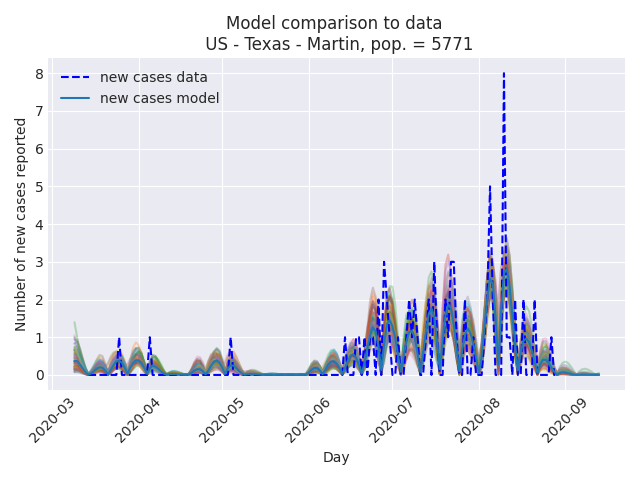 Model comparison to data
US - Texas - Martin, pop. = 5771
new cases data
new cases model
Number of new cases reported
8
7
6
5
4
3
2
1
0
2020-03
2020-04
2020-05
2020-06
2020-07
2020-08
2020-09
Day